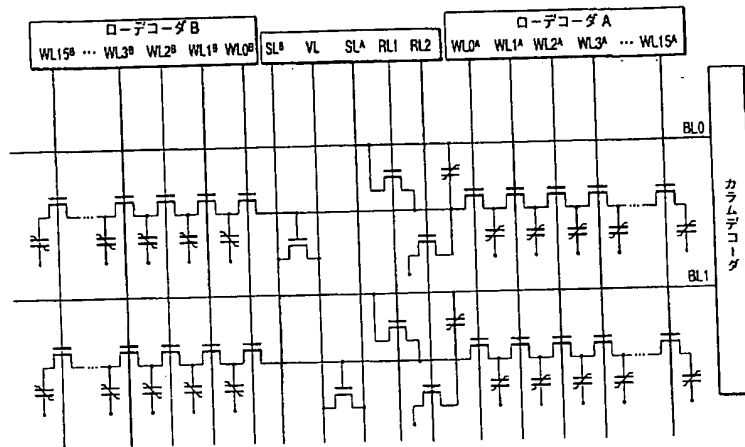 ローデコーダB
WL15ᴮ … WL3ᴮ WL2ᴮ WL1ᴮ WL0ᴮ
SLᴮ VL SLᴬ RL1 RL2
ローデコーダA
WL0ᴬ WL1ᴬ WL2ᴬ WL3ᴬ … WL15ᴬ
BL0
カラムデコーダ
BL1